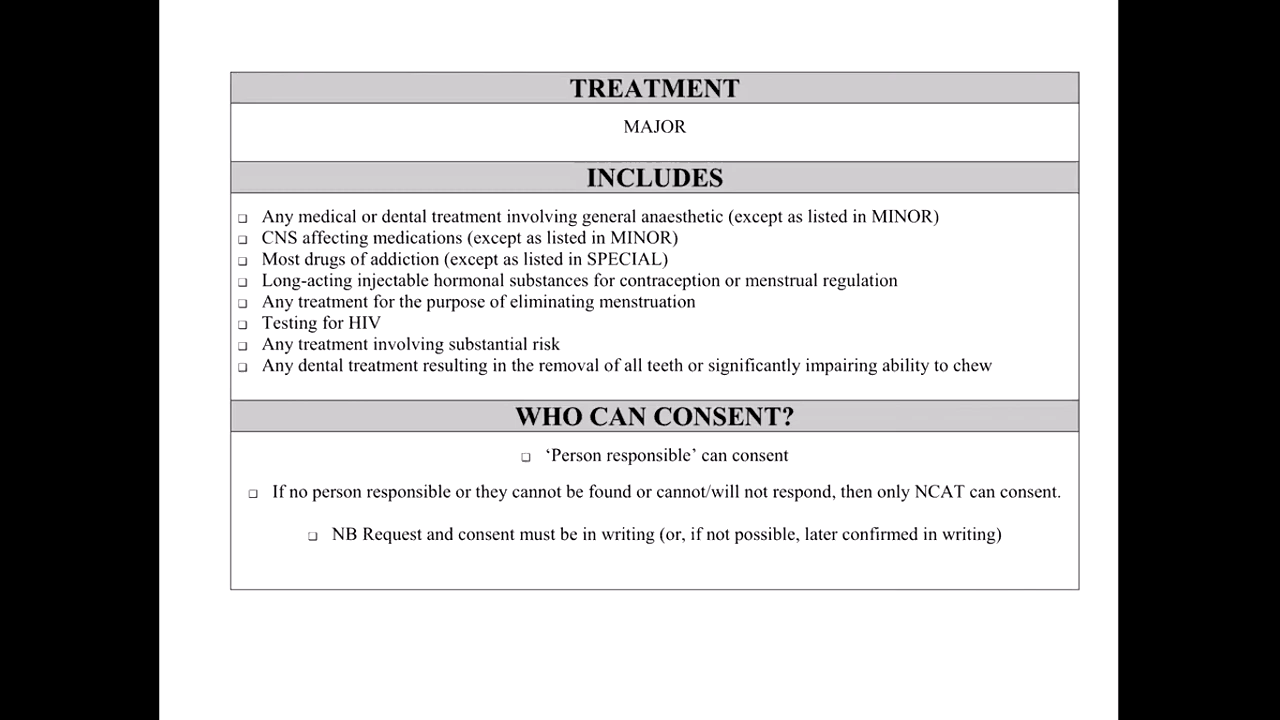 TREATMENT
MAJOR
INCLUDES
❑ Any medical or dental treatment involving general anaesthetic (except as listed in MINOR)
❑ CNS affecting medications (except as listed in MINOR)
❑ Most drugs of addiction (except as listed in SPECIAL)
❑ Long-acting injectable hormonal substances for contraception or menstrual regulation
❑ Any treatment for the purpose of eliminating menstruation
❑ Testing for HIV
❑ Any treatment involving substantial risk
❑ Any dental treatment resulting in the removal of all teeth or significantly impairing ability to chew
WHO CAN CONSENT?
❑ ‘Person responsible’ can consent
❑ If no person responsible or they cannot be found or cannot/will not respond, then only NCAT can consent.
❑ NB Request and consent must be in writing (or, if not possible, later confirmed in writing)